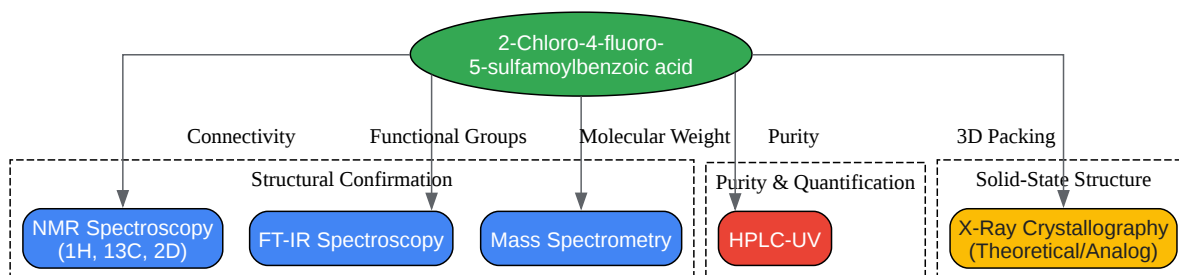 2-Chloro-4-fluoro-
5-sulfamoylbenzoic acid
Connectivity
Functional Groups
Molecular Weight
Purity
3D Packing
Structural Confirmation
Purity & Quantification
Solid-State Structure
NMR Spectroscopy
(1H, 13C, 2D)
FT-IR Spectroscopy
Mass Spectrometry
HPLC-UV
X-Ray Crystallography
(Theoretical/Analog)